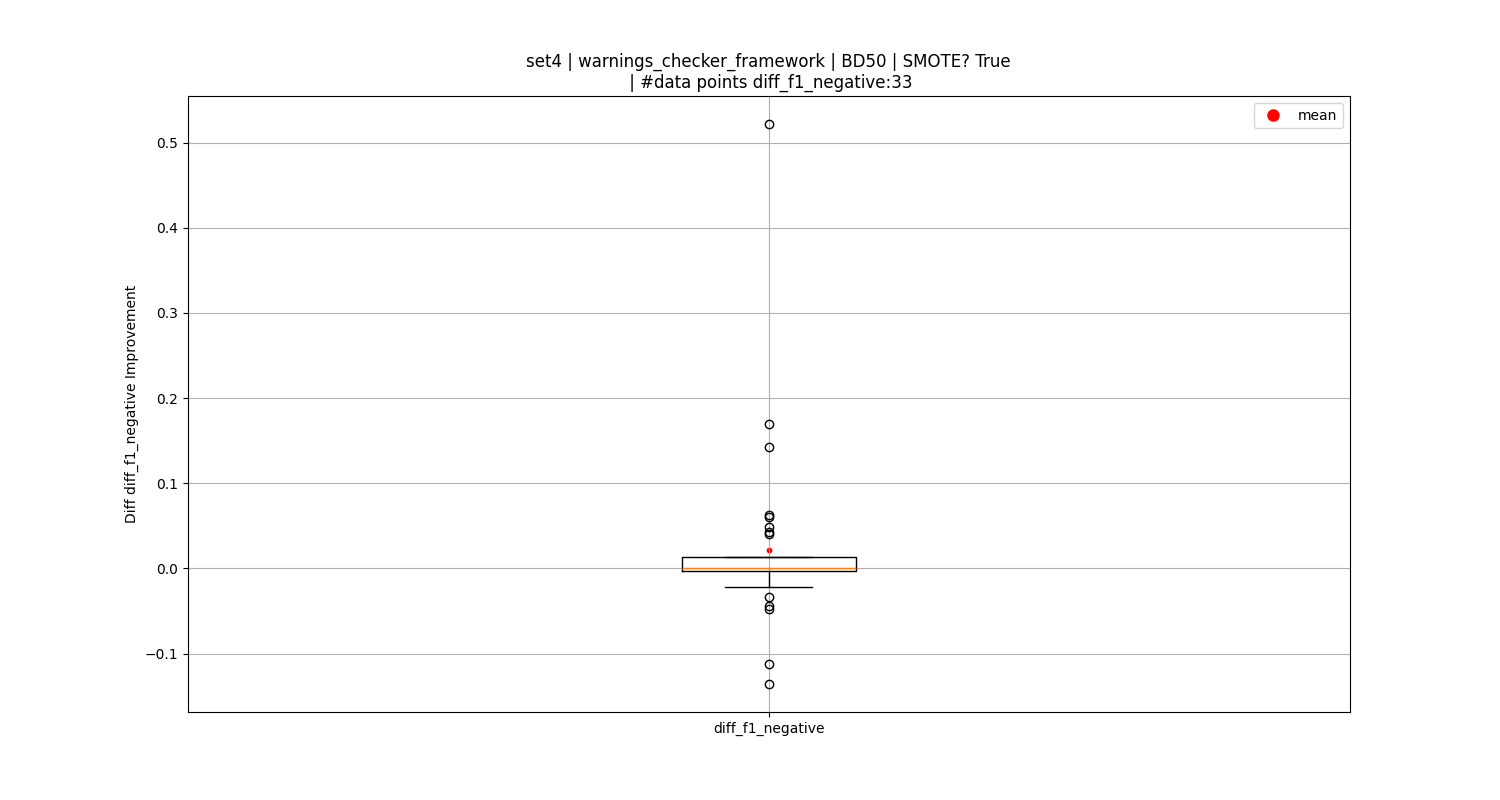 set4 | warnings_checker_framework | BD50 | SMOTE? True
| #data points diff_f1_negative:33
mean
0.5
0.4
0.3
0.2
0.1
0.0
−0.1
Diff diff_f1_negative Improvement
diff_f1_negative